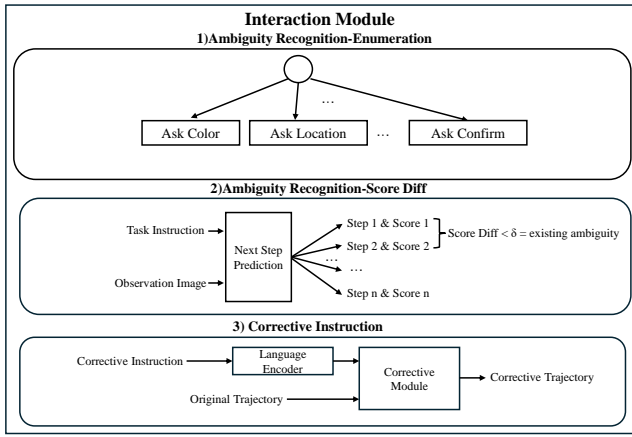 Interaction Module
1)Ambiguity Recognition-Enumeration
...
Ask Color
Ask Location
...
Ask Confirm
2)Ambiguity Recognition-Score Diff
Task Instruction
Observation Image
Next Step
Prediction
Step 1 & Score 1
Step 2 & Score 2
...
...
Step n & Score n
Score Diff < δ = existing ambiguity
3) Corrective Instruction
Corrective Instruction
Language
Encoder
Original Trajectory
Corrective
Module
Corrective Trajectory